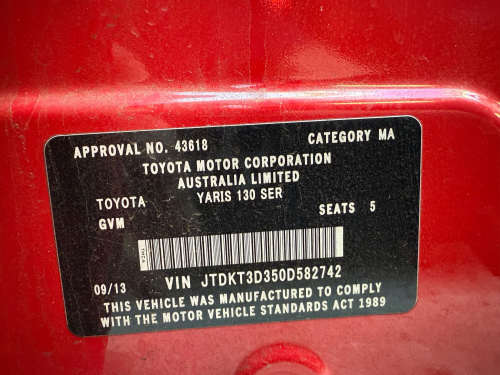 APPROVAL NO. 43618 CATEGORY MA
TOYOTA MOTOR CORPORATION
AUSTRALIA LIMITED
TOYOTA YARIS 130 SER
GVM SEATS 5
09/13 VIN JTDKT3D350D582742
THIS VEHICLE WAS MANUFACTURED TO COMPLY
WITH THE MOTOR VEHICLE STANDARDS ACT 1989